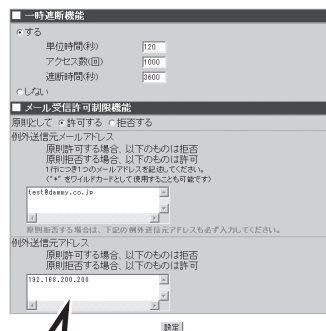 ■ 一時遮断機能
する
単位時間(秒) 120
アクセス数(回) 1000
遮断時間(秒) 3600
しない
■ メール受信許可制限機能
原則として 許可する 拒否する
例外送信元メールアドレス
原則許可する場合、以下のものは拒否
原則拒否する場合、以下のものは許可
1行につき1つのメールアドレスを記述してください。
("*"をワイルドカードとして使用することも可能です)
test@dammy.co.jp
原則拒否する場合は、下記の例外送信元アドレスも必ず入力してください。
例外送信元アドレス
原則許可する場合、以下のものは拒否
原則拒否する場合、以下のものは許可
192.168.200.200
設定